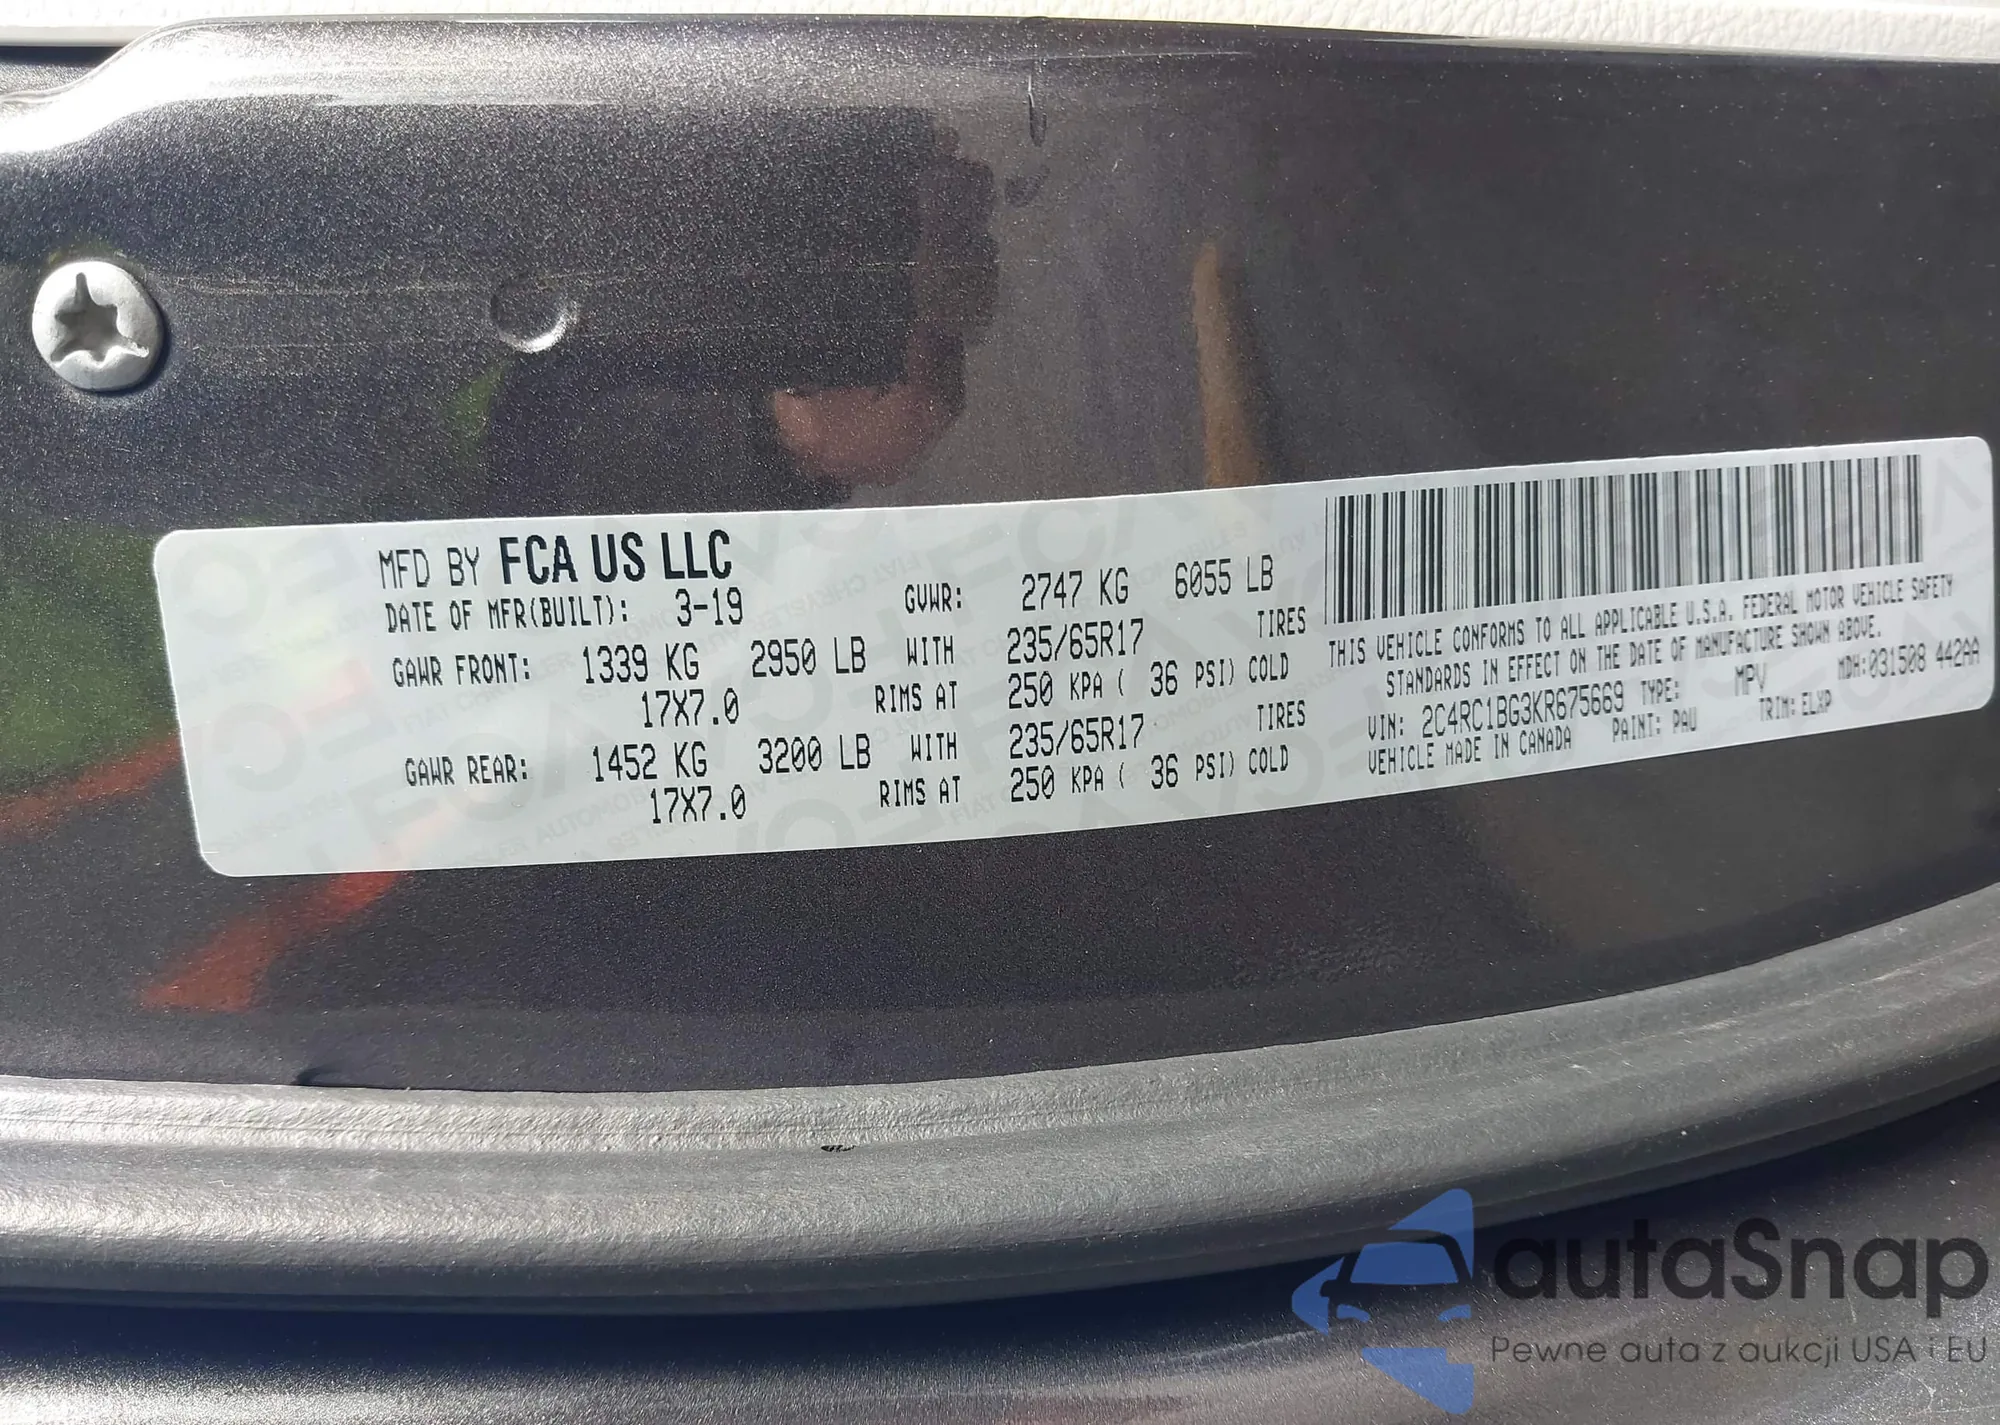 MFD BY FCA US LLC
DATE OF MFR(BUILT): 3-19 GVWR: 2747 KG 6055 LB
GAWR FRONT: 1339 KG 2950 LB WITH 235/65R17 TIRES
17X7.0 RIMS AT 250 KPA ( 36 PSI) COLD
GAWR REAR: 1452 KG 3200 LB WITH 235/65R17 TIRES
17X7.0 RIMS AT 250 KPA ( 36 PSI) COLD
THIS VEHICLE CONFORMS TO ALL APPLICABLE U.S.A. FEDERAL MOTOR VEHICLE SAFETY
STANDARDS IN EFFECT ON THE DATE OF MANUFACTURE SHOWN ABOVE.
VIN: 2C4RC1BG3KR675669 TYPE: MPV MDH:031508 442AA
VEHICLE MADE IN CANADA PAINT: PAU TRIM: ELXP
autaSnap
Pewne auta z aukcji USA i EU